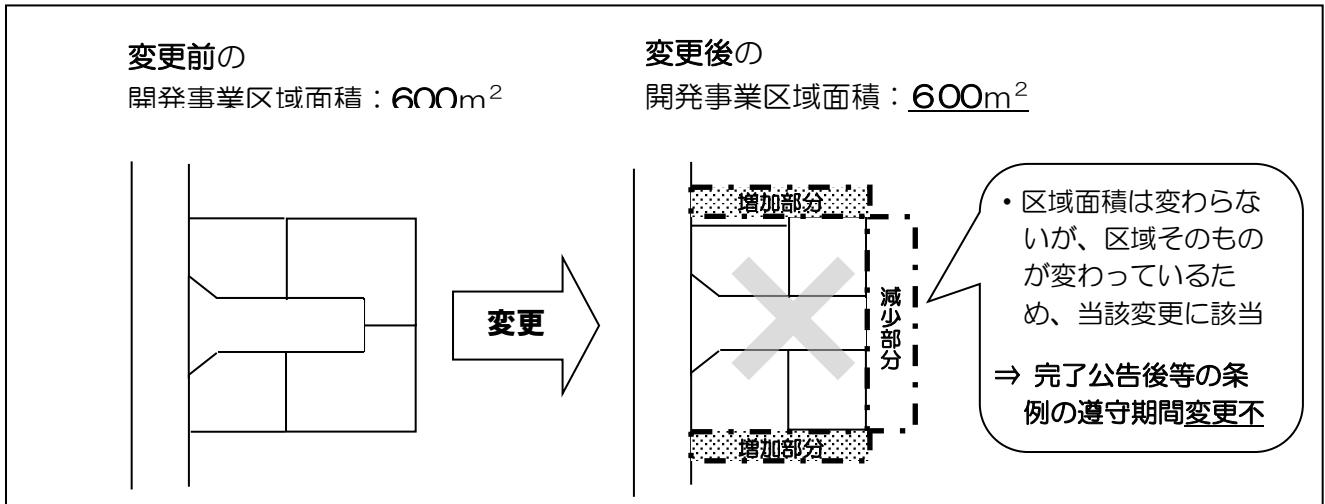 変更前の
開発事業区域面積：600m²
変更後の
開発事業区域面積：600m²
変更
増加部分
減少部分
増加部分
・区域面積は変わらな
いが、区域そのもの
が変わっているた
め、当該変更に該当
⇒ 完了公告後等の条
例の遵守期間変更不